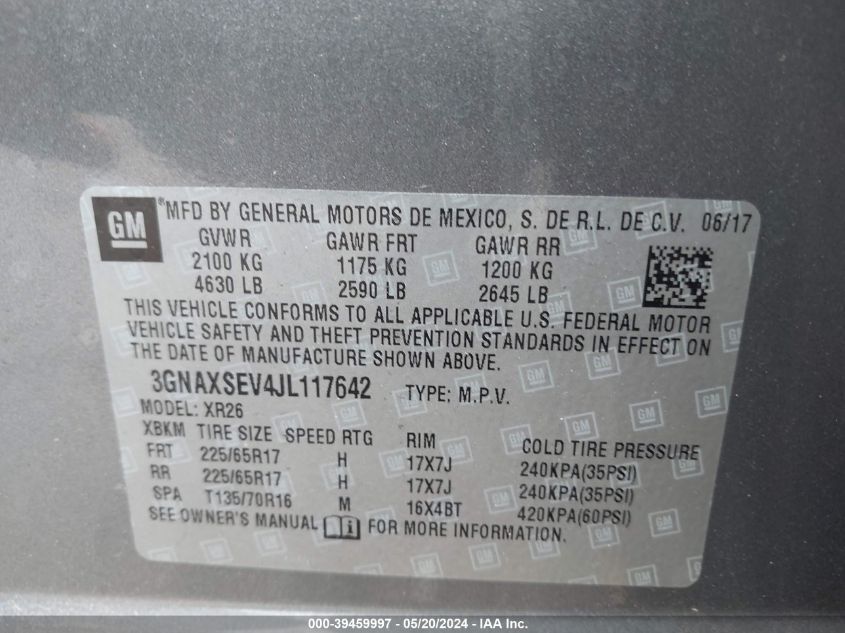 GM ®MFD BY GENERAL MOTORS DE MEXICO, S. DE R.L. DE C.V. 06/17
GVWR GAWR FRT GAWR RR
2100 KG 1175 KG 1200 KG
4630 LB 2590 LB 2645 LB
THIS VEHICLE CONFORMS TO ALL APPLICABLE U.S. FEDERAL MOTOR
VEHICLE SAFETY AND THEFT PREVENTION STANDARDS IN EFFECT ON
THE DATE OF MANUFACTURE SHOWN ABOVE.
3GNAXSEV4JL117642 TYPE: M.P.V.
MODEL: XR26
XBKM TIRE SIZE SPEED RTG RIM COLD TIRE PRESSURE
FRT 225/65R17 H 17X7J 240KPA(35PSI)
RR 225/65R17 H 17X7J 240KPA(35PSI)
SPA T135/70R16 M 16X4BT 420KPA(60PSI)
SEE OWNER'S MANUAL i FOR MORE INFORMATION.
000-39459997 - 05/20/2024 - IAA Inc.